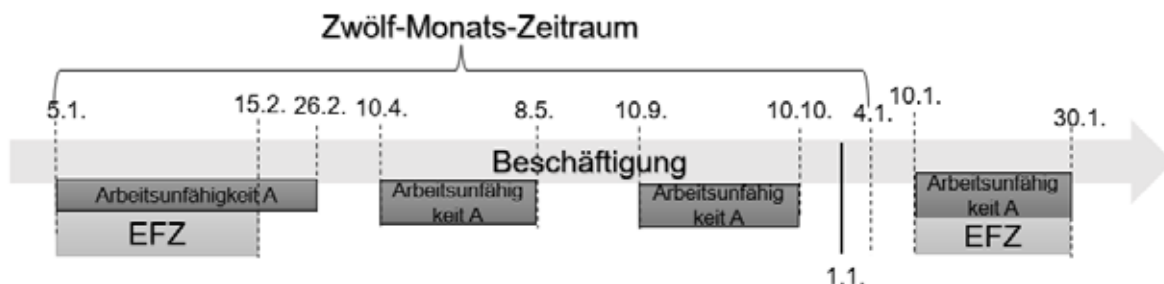 Zwölf-Monats-Zeitraum
5.1. 15.2. 26.2. 10.4. 8.5. 10.9. 10.10. 4.1. 10.1. 30.1.
Beschäftigung
Arbeitsunfähigkeit A
EFZ
Arbeitsunfähig
keit A
Arbeitsunfähig
keit A
Arbeitsunfähig
keit A
EFZ
1.1.